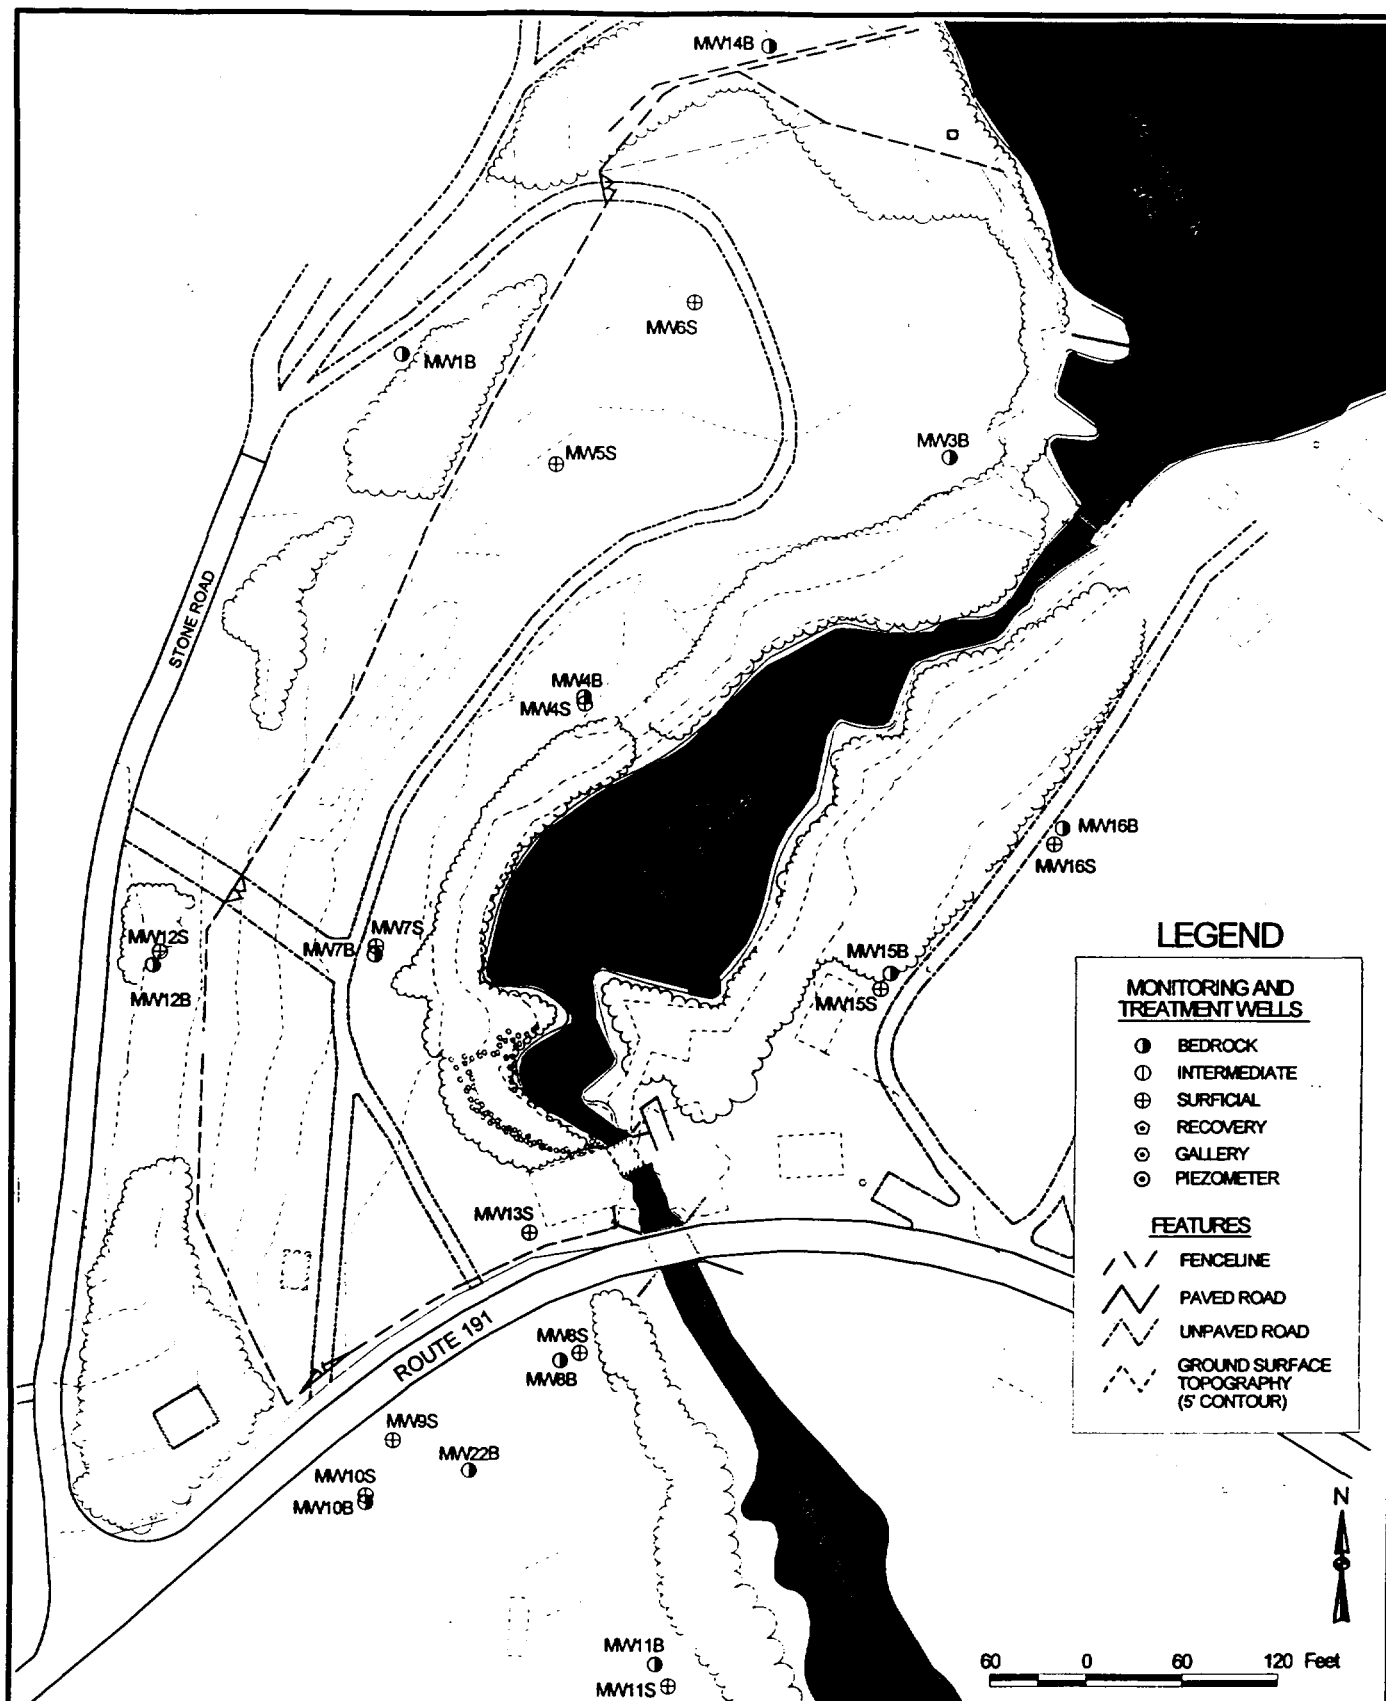 MW14B
MW6S
MW1B
MW3B
MW5S
STONE ROAD
MW4B
MW4S
MW16B
MW16S
MW12S
MW12B
MW7S
MW7B
MW15B
MW15S
MW13S
ROUTE 191
MW8S
MW8B
MW9S
MW22B
MW10S
MW10B
MW11B
MW11S
LEGEND
MONITORING AND
TREATMENT WELLS
BEDROCK
INTERMEDIATE
SURFICIAL
RECOVERY
GALLERY
PIEZOMETER
FEATURES
FENCELINE
PAVED ROAD
UNPAVED ROAD
GROUND SURFACE
TOPOGRAPHY
(5' CONTOUR)
N
60 0 60 120 Feet